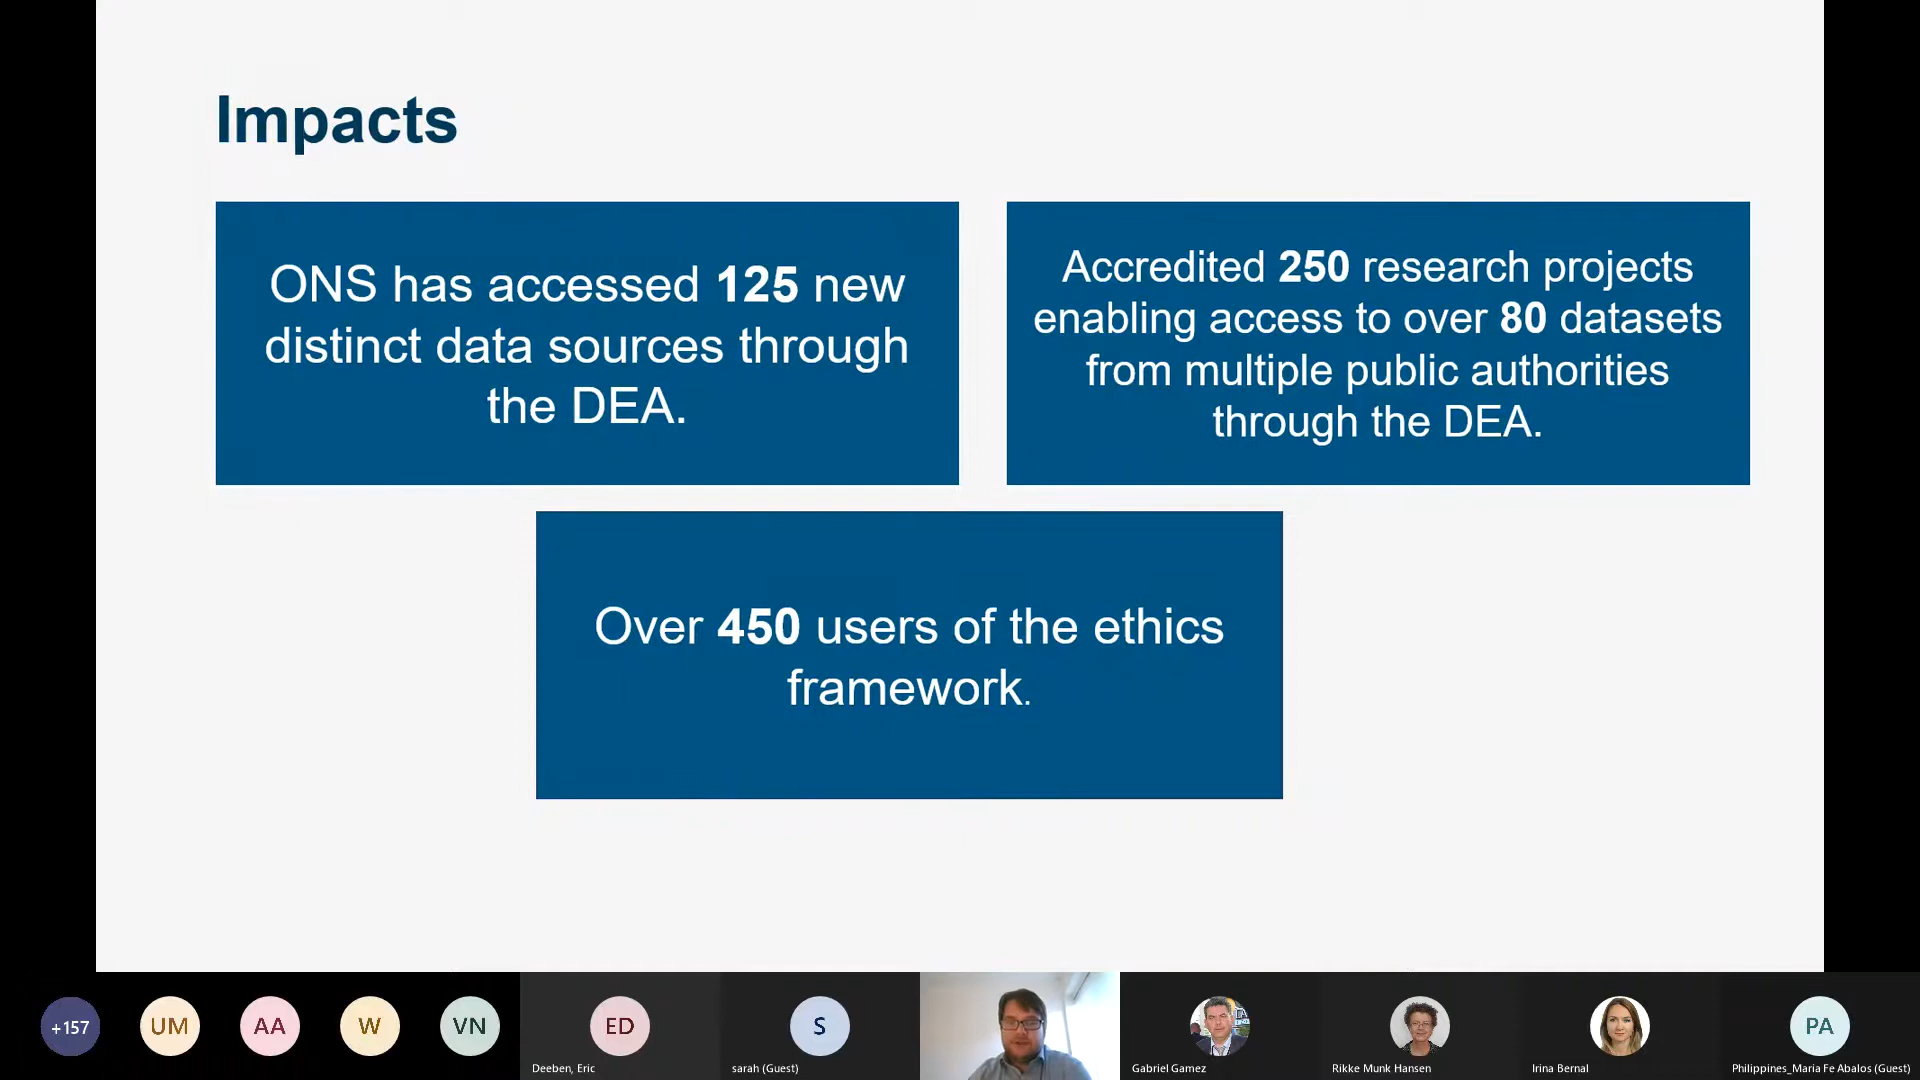 Impacts
ONS has accessed 125 new
distinct data sources through
the DEA.
Accredited 250 research projects
enabling access to over 80 datasets
from multiple public authorities
through the DEA.
Over 450 users of the ethics
framework.
+157
UM
AA
W
VN
ED
S
PA
Deeben, Eric
sarah (Guest)
Gabriel Gamez
Rikke Munk Hansen
Irina Bernal
Philippines_Maria Fe Abalos (Guest)